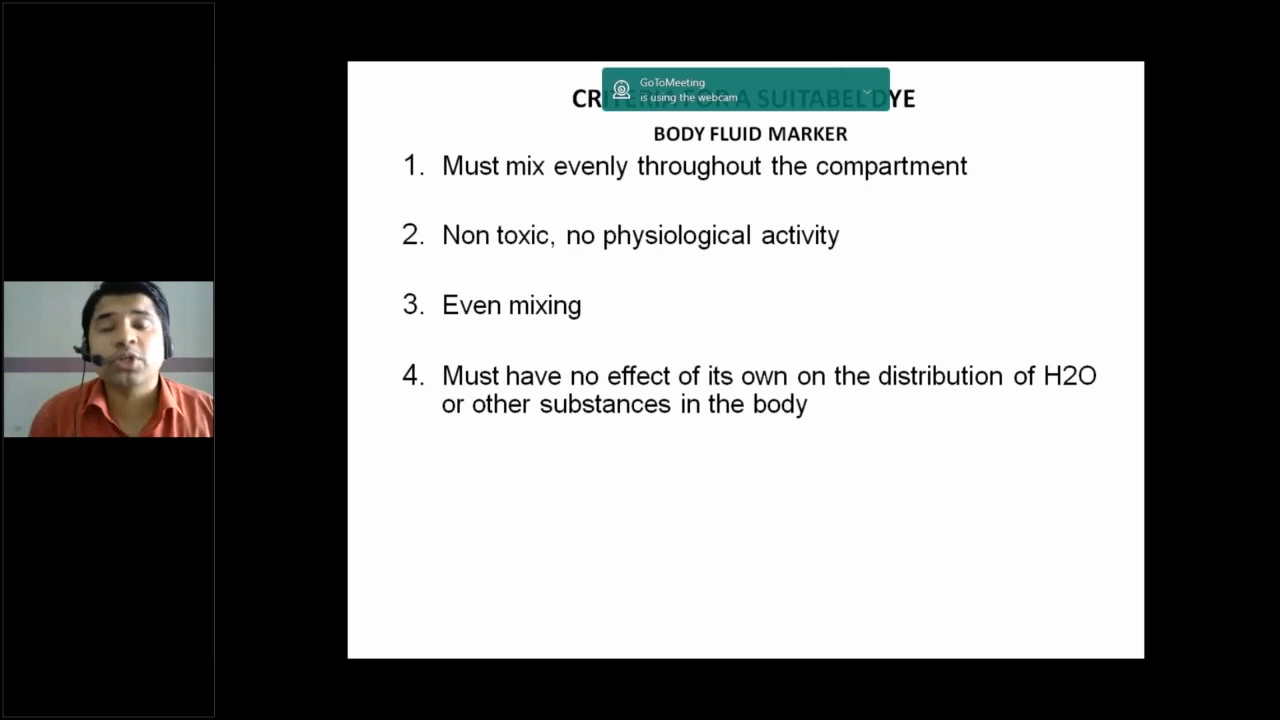 GoToMeeting
is using the webcam
CRITERIA FOR A SUITABEL DYE
BODY FLUID MARKER
1. Must mix evenly throughout the compartment
2. Non toxic, no physiological activity
3. Even mixing
4. Must have no effect of its own on the distribution of H2O
or other substances in the body